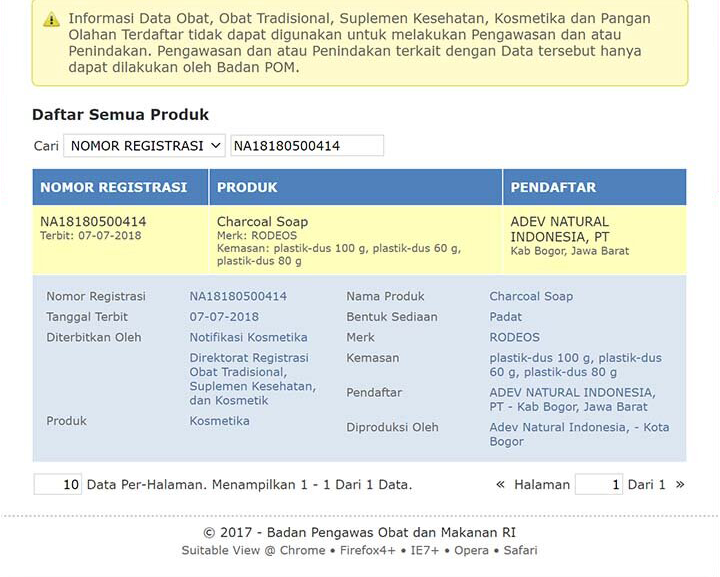 Informasi Data Obat, Obat Tradisional, Suplemen Kesehatan, Kosmetika dan Pangan
Olahan Terdaftar tidak dapat digunakan untuk melakukan Pengawasan dan atau
Penindakan. Pengawasan dan atau Penindakan terkait dengan Data tersebut hanya
dapat dilakukan oleh Badan POM.
Daftar Semua Produk
Cari NOMOR REGISTRASI NA18180500414
NOMOR REGISTRASI PRODUK PENDAFTAR
NA18180500414
Terbit: 07-07-2018
Charcoal Soap
Merk: RODEOS
Kemasan: plastik-dus 100 g, plastik-dus 60 g,
plastik-dus 80 g
ADEV NATURAL
INDONESIA, PT
Kab Bogor, Jawa Barat
Nomor Registrasi NA18180500414
Tanggal Terbit 07-07-2018
Diterbitkan Oleh Notifikasi Kosmetika
Direktorat Registrasi
Obat Tradisional,
Suplemen Kesehatan,
dan Kosmetik
Produk Kosmetika
Nama Produk Charcoal Soap
Bentuk Sediaan Padat
Merk RODEOS
Kemasan plastik-dus 100 g, plastik-dus
60 g, plastik-dus 80 g
Pendaftar ADEV NATURAL INDONESIA,
PT - Kab Bogor, Jawa Barat
Diproduksi Oleh Adev Natural Indonesia, - Kota
Bogor
10 Data Per-Halaman. Menampilkan 1 - 1 Dari 1 Data. « Halaman 1 Dari 1 »
© 2017 - Badan Pengawas Obat dan Makanan RI
Suitable View @ Chrome • Firefox4+ • IE7+ • Opera • Safari